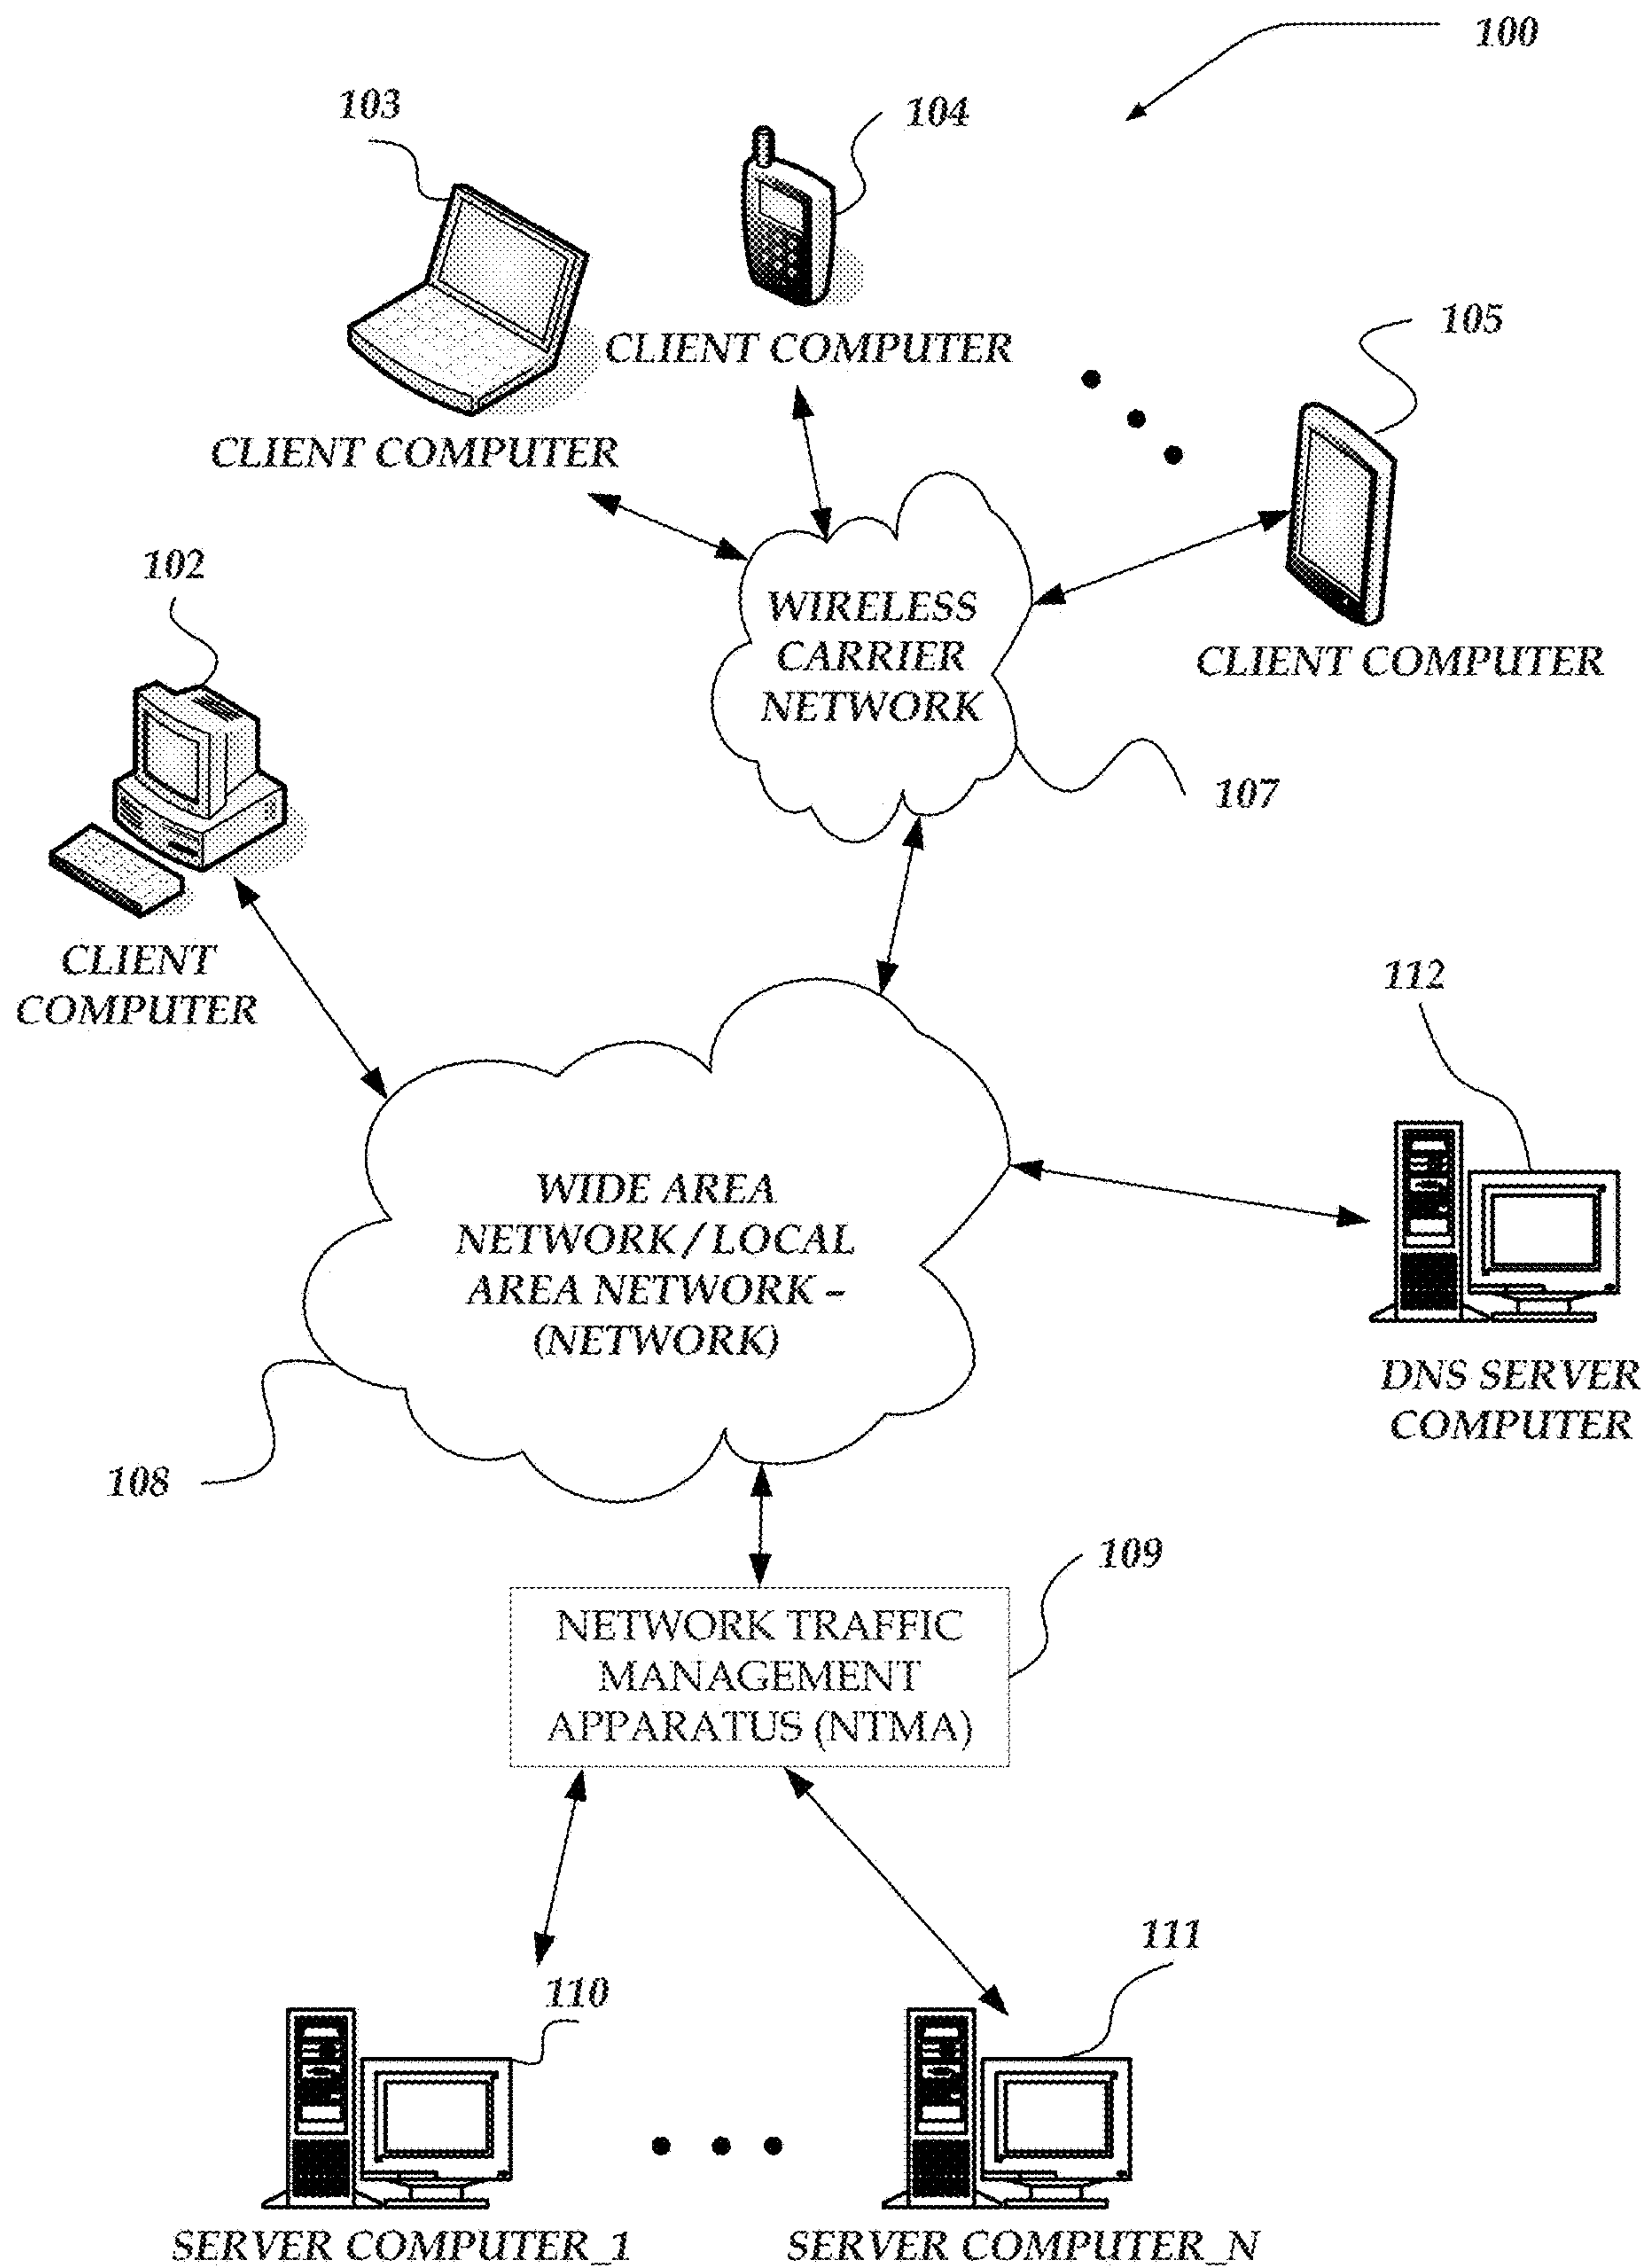 100
103
104
CLIENT COMPUTER
105
CLIENT COMPUTER
102
WIRELESS
CARRIER
NETWORK
CLIENT COMPUTER
107
CLIENT
COMPUTER
112
WIDE AREA
NETWORK / LOCAL
AREA NETWORK –
(NETWORK)
DNS SERVER
COMPUTER
108
109
NETWORK TRAFFIC
MANAGEMENT
APPARATUS (NTMA)
110
111
SERVER COMPUTER_1
SERVER COMPUTER_N